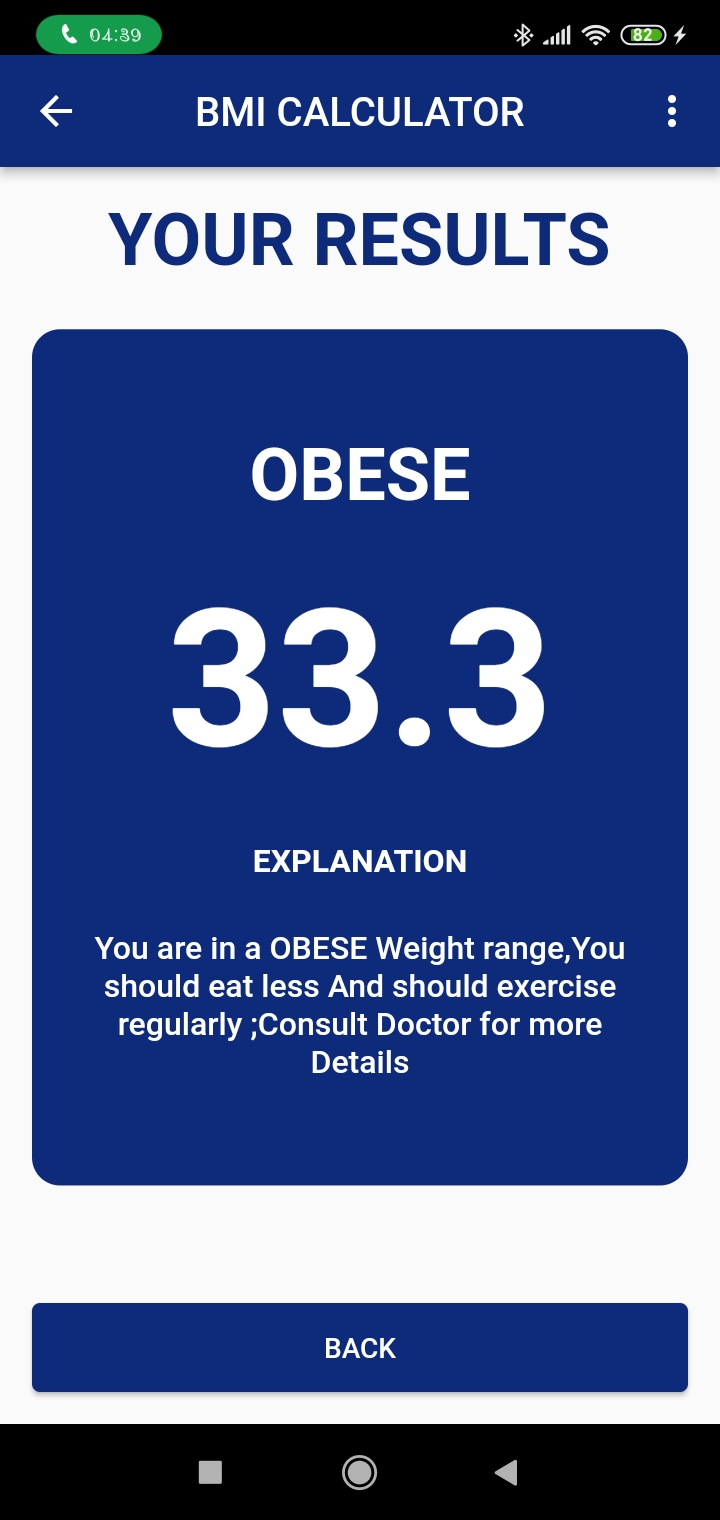 04:39
82
BMI CALCULATOR
YOUR RESULTS
OBESE
33.3
EXPLANATION
You are in a OBESE Weight range,You
should eat less And should exercise
regularly ;Consult Doctor for more
Details
BACK